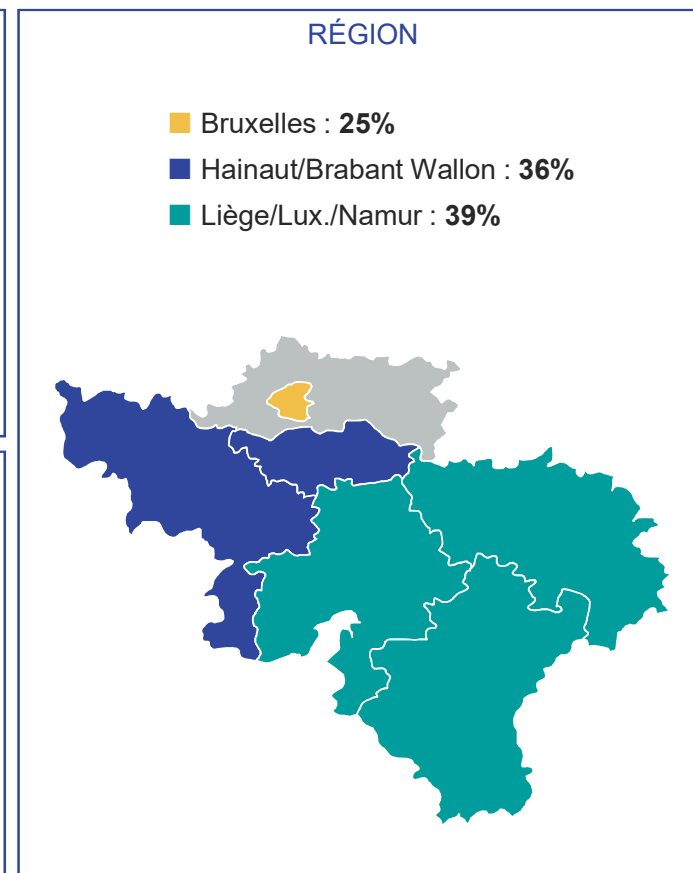 RÉGION
Bruxelles : 25%
Hainaut/Brabant Wallon : 36%
Liège/Lux./Namur : 39%